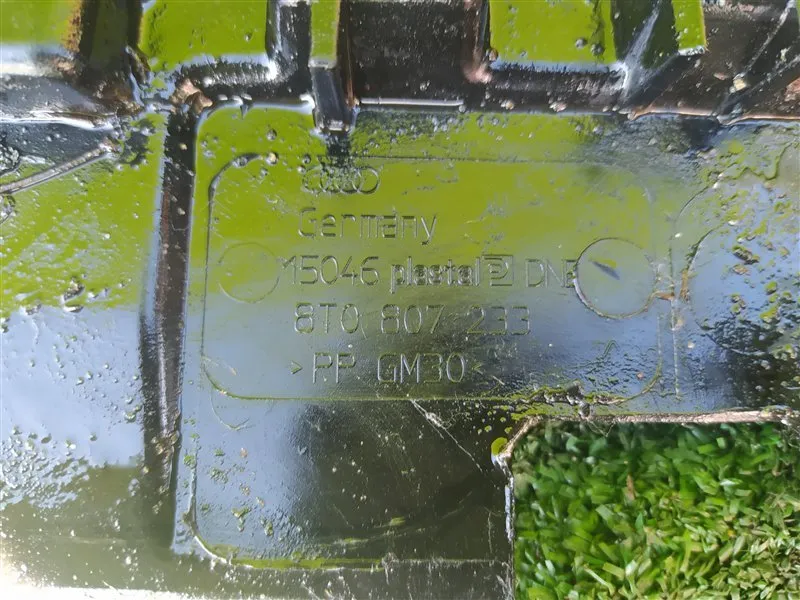 Germany
15046 plastal DNE
8T0 807 233
>PP GM30<